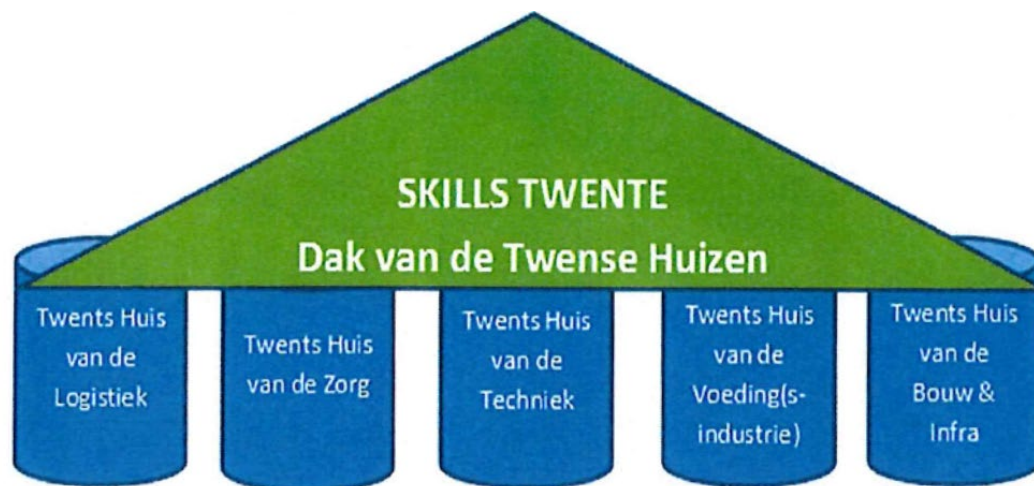 SKILLS TWENTE
Dak van de Twense Huizen
Twents Huis
van de
Logistiek
Twents Huis
van de Zorg
Twents Huis
van de
Techniek
Twents Huis
van de
Voeding(s-
industrie)
Twents Huis
van de
Bouw &
Infra